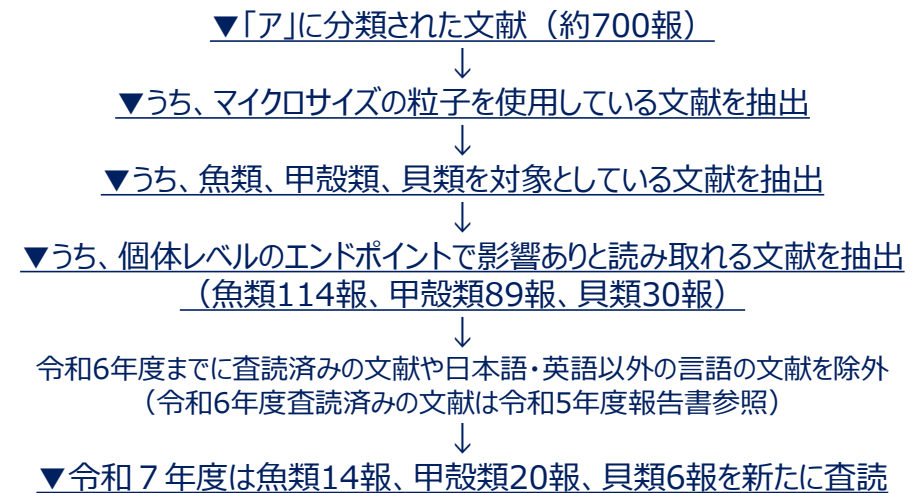 ▼「ア」に分類された文献（約700報）
↓
▼うち、マイクロサイズの粒子を使用している文献を抽出
↓
▼うち、魚類、甲殻類、貝類を対象としている文献を抽出
↓
▼うち、個体レベルのエンドポイントで影響ありと読み取れる文献を抽出
（魚類114報、甲殻類89報、貝類30報）
↓
令和6年度までに査読済みの文献や日本語・英語以外の言語の文献を除外
（令和6年度査読済みの文献は令和5年度報告書参照）
↓
▼令和７年度は魚類14報、甲殻類20報、貝類6報を新たに査読